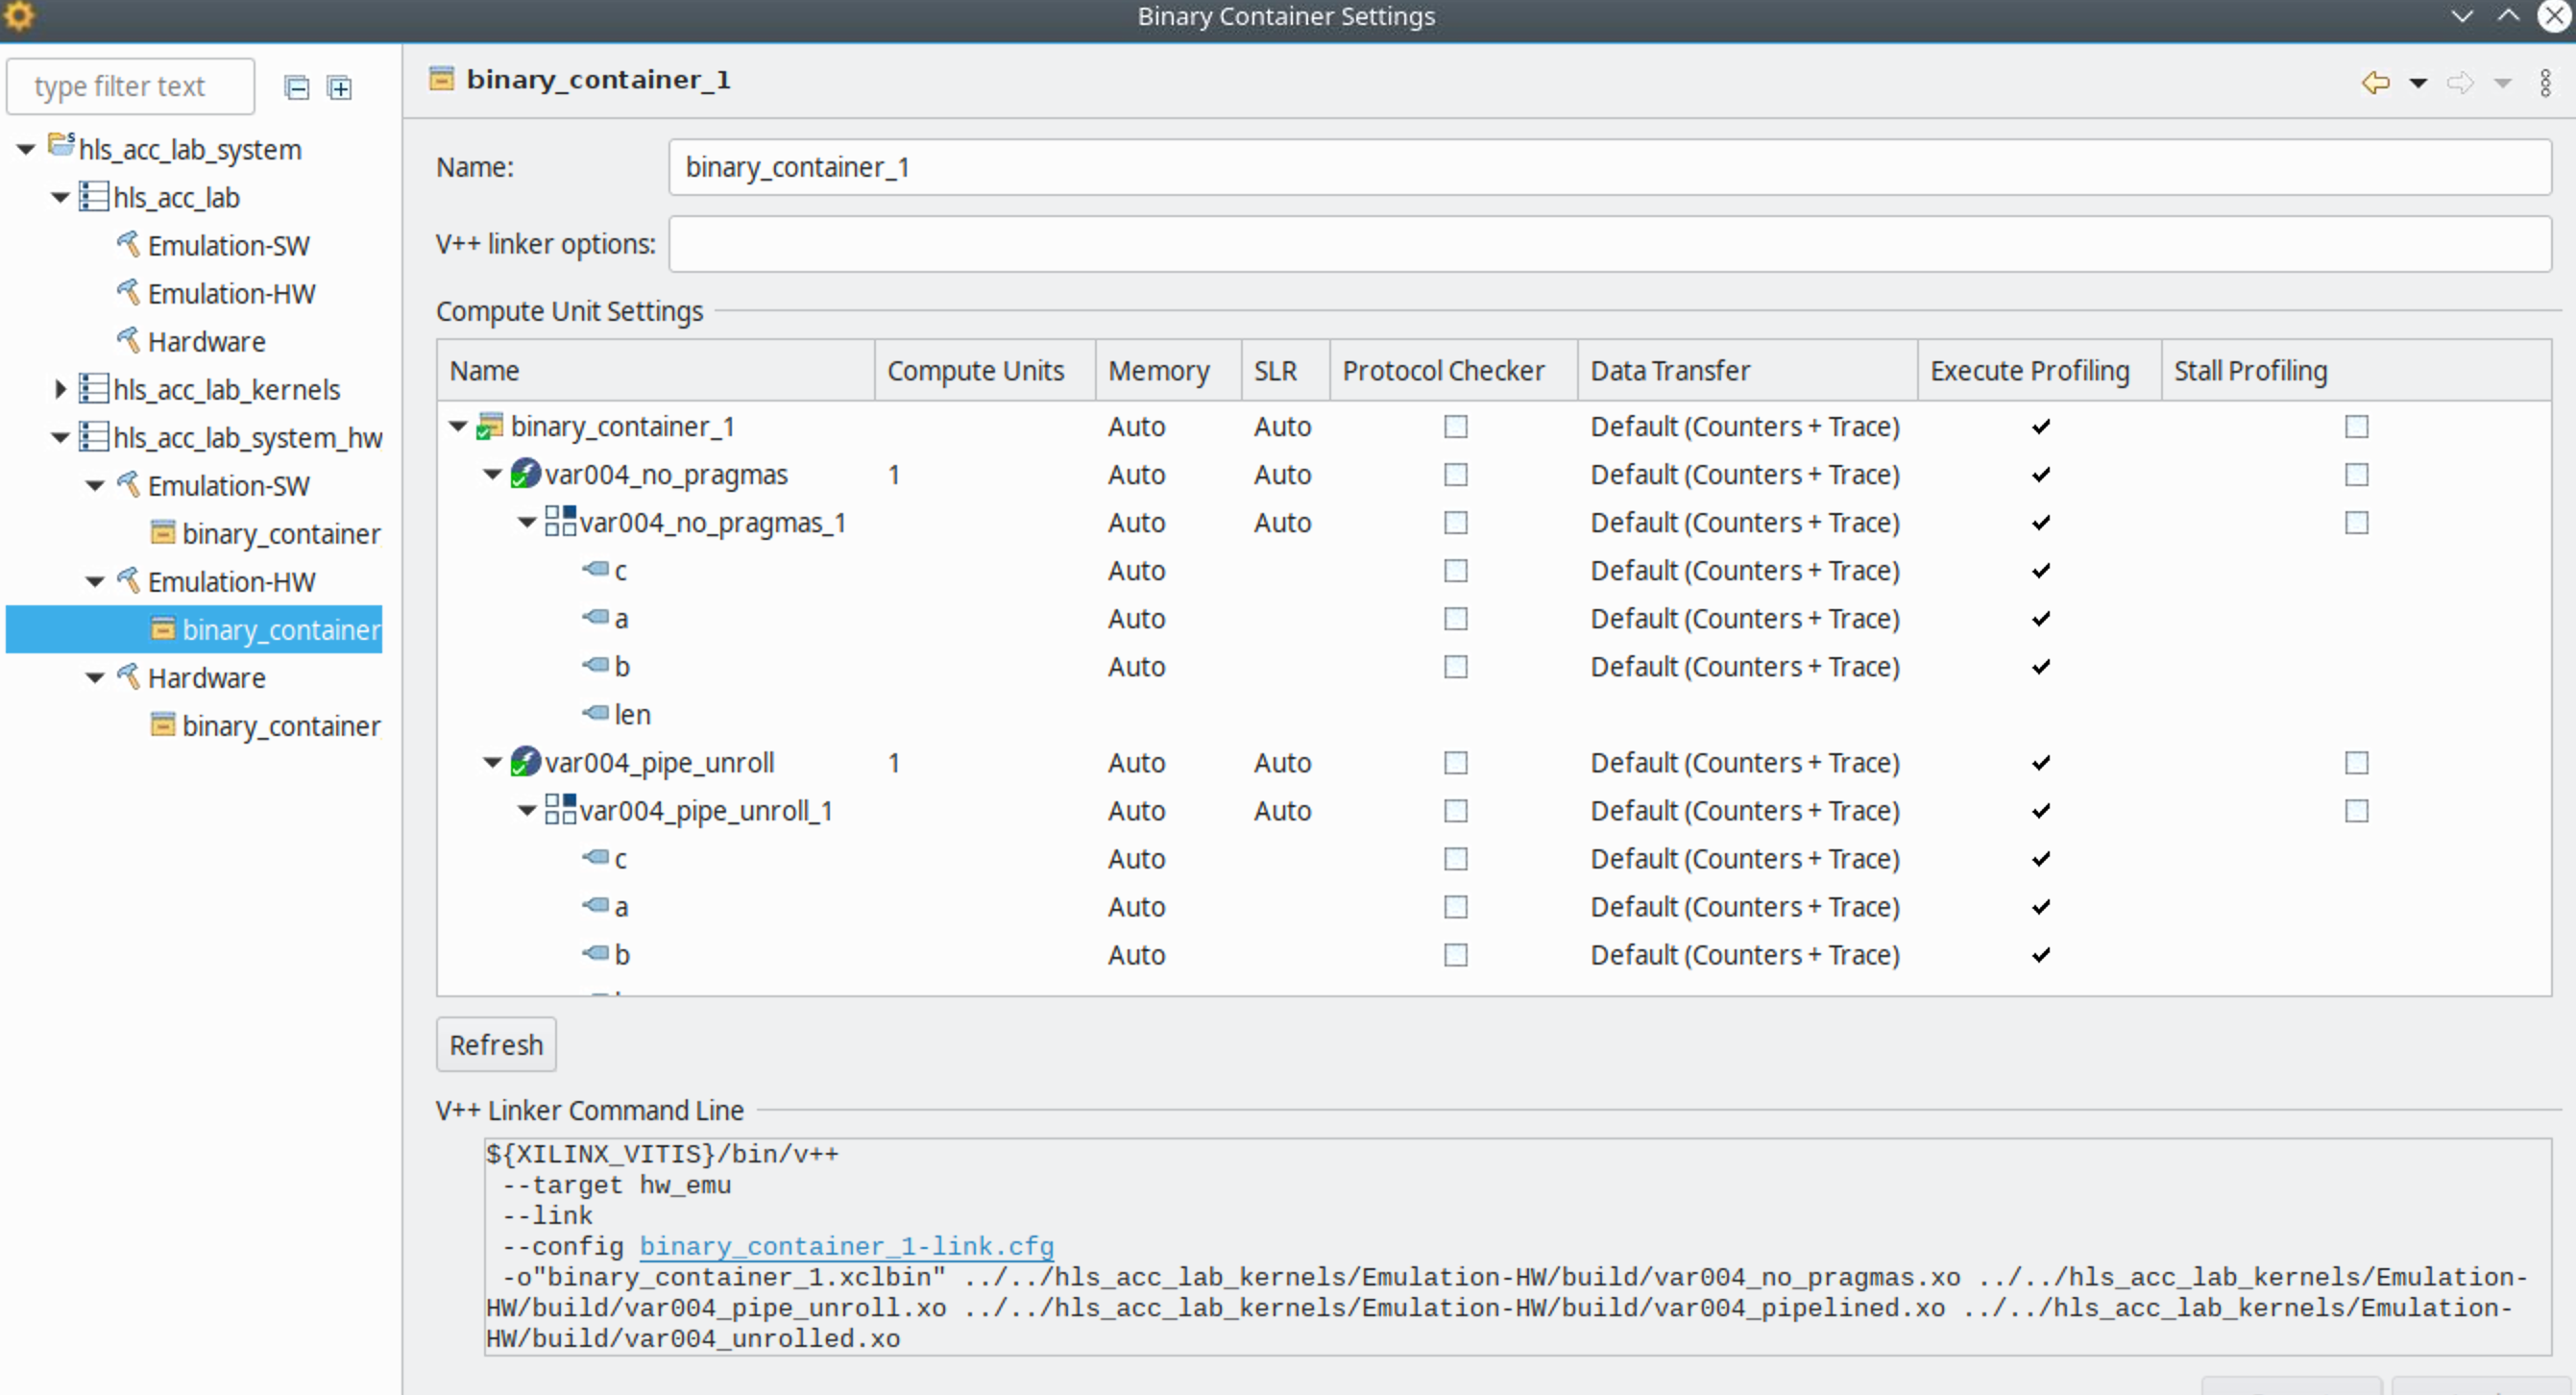 Binary Container Settings
type filter text
hls_acc_lab_system
hls_acc_lab
Emulation-SW
Emulation-HW
Hardware
hls_acc_lab_kernels
hls_acc_lab_system_hw
Emulation-SW
binary_container
Emulation-HW
binary_container
Hardware
binary_container
binary_container_1
Name: binary_container_1
V++ linker options:
Compute Unit Settings
Name Compute Units Memory SLR Protocol Checker Data Transfer Execute Profiling Stall Profiling
binary_container_1 Auto Auto Default (Counters + Trace)
var004_no_pragmas 1 Auto Auto Default (Counters + Trace)
var004_no_pragmas_1 Auto Auto Default (Counters + Trace)
c Auto Default (Counters + Trace)
a Auto Default (Counters + Trace)
b Auto Default (Counters + Trace)
len
var004_pipe_unroll 1 Auto Auto Default (Counters + Trace)
var004_pipe_unroll_1 Auto Auto Default (Counters + Trace)
c Auto Default (Counters + Trace)
a Auto Default (Counters + Trace)
b Auto Default (Counters + Trace)
Refresh
V++ Linker Command Line
${XILINX_VITIS}/bin/v++
--target hw_emu
--link
--config binary_container_1-link.cfg
-o"binary_container_1.xclbin" ../../hls_acc_lab_kernels/Emulation-HW/build/var004_no_pragmas.xo ../../hls_acc_lab_kernels/Emulation-
HW/build/var004_pipe_unroll.xo ../../hls_acc_lab_kernels/Emulation-HW/build/var004_pipelined.xo ../../hls_acc_lab_kernels/Emulation-
HW/build/var004_unrolled.xo